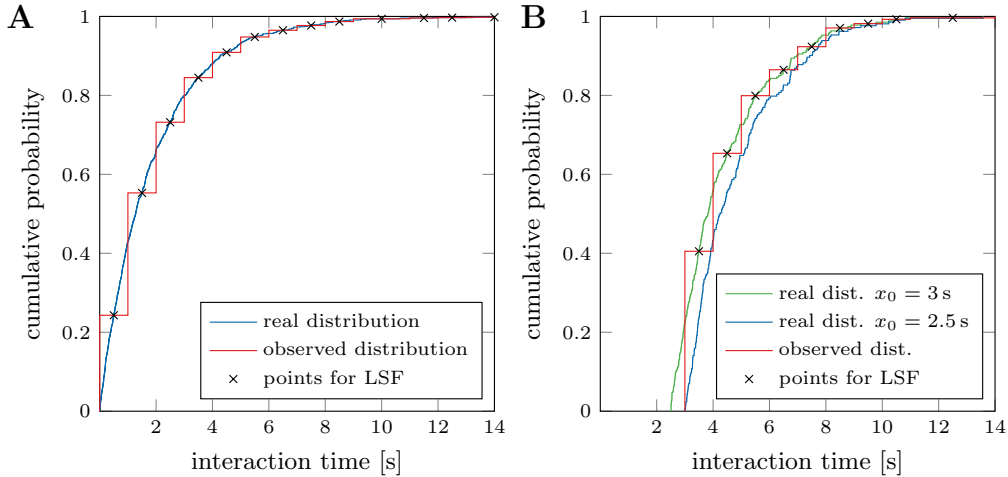 A
cumulative probability
1
0.8
0.6
0.4
0.2
0
2 4 6 8 10 12 14
interaction time [s]
real distribution
observed distribution
points for LSF
B
cumulative probability
1
0.8
0.6
0.4
0.2
0
2 4 6 8 10 12 14
interaction time [s]
real dist. x₀ = 3 s
real dist. x₀ = 2.5 s
observed dist.
points for LSF